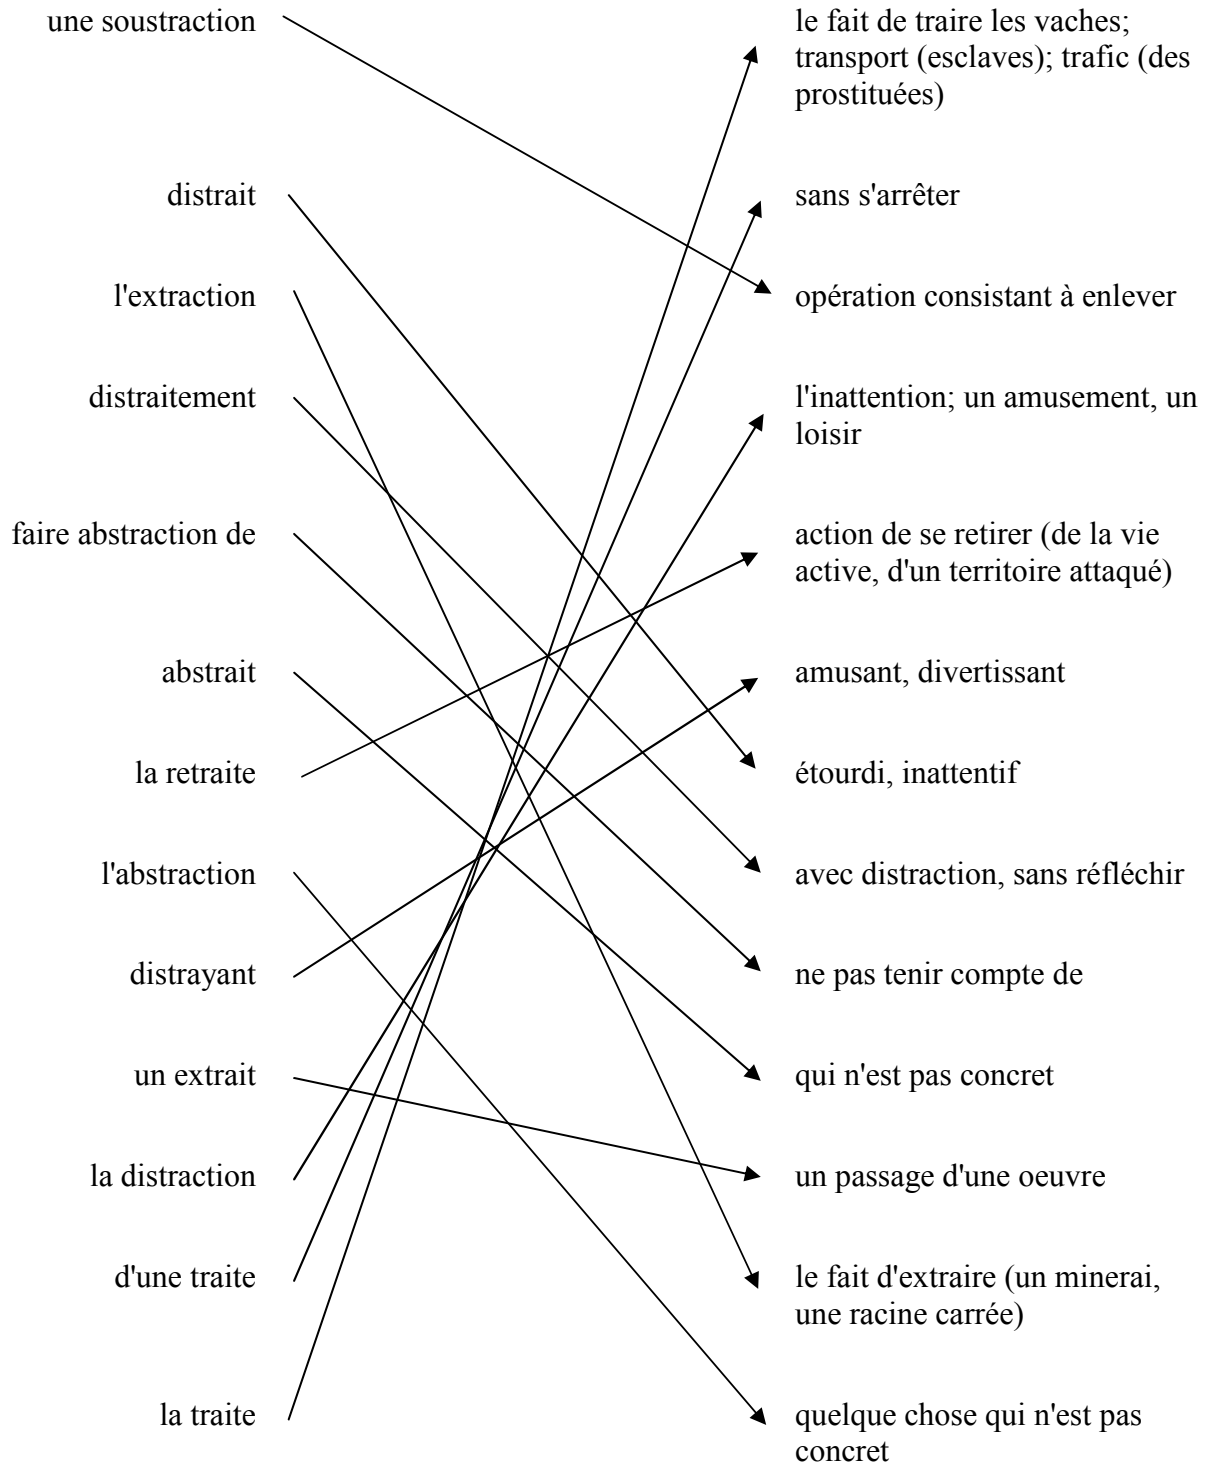 une soustraction
le fait de traire les vaches;
transport (esclaves); trafic (des
prostituées)
distrait
sans s'arrêter
l'extraction
opération consistant à enlever
distraitement
l'inattention; un amusement, un
loisir
faire abstraction de
action de se retirer (de la vie
active, d'un territoire attaqué)
abstrait
amusant, divertissant
la retraite
étourdi, inattentif
l'abstraction
avec distraction, sans réfléchir
distrayant
ne pas tenir compte de
un extrait
qui n'est pas concret
la distraction
un passage d'une oeuvre
d'une traite
le fait d'extraire (un minerai,
une racine carrée)
la traite
quelque chose qui n'est pas
concret